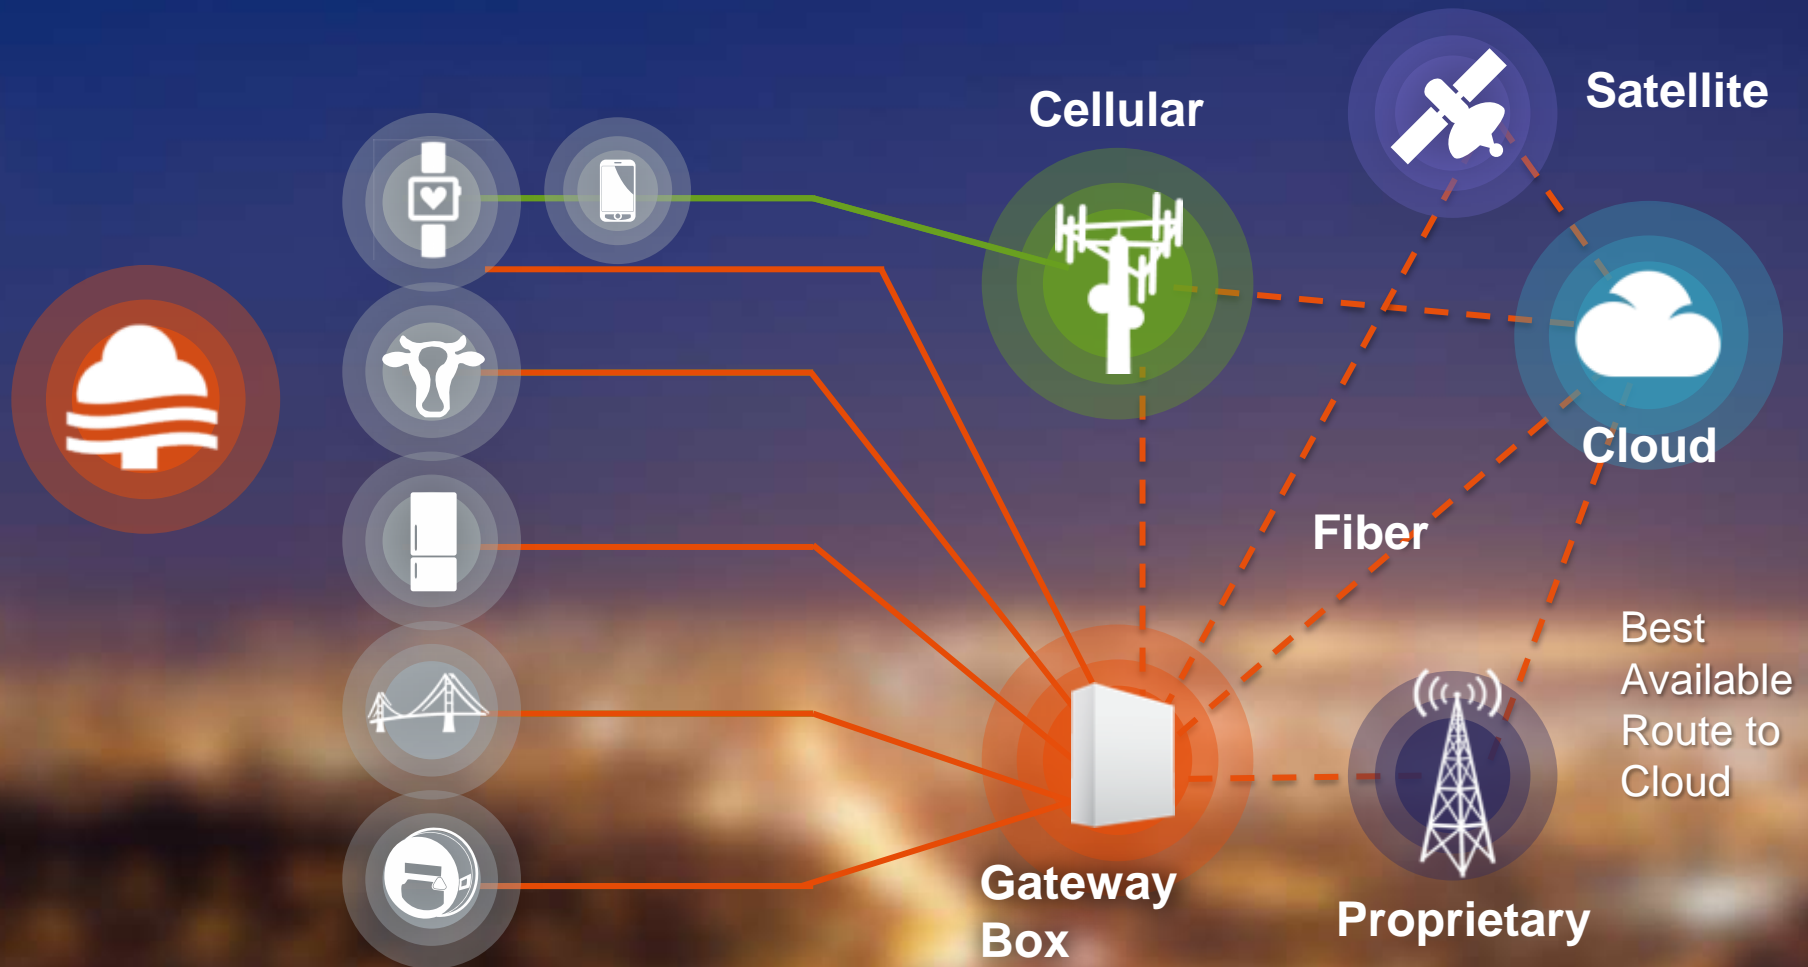 Satellite
Cellular
Cloud
Fiber
Best
Available
Route to
Cloud
Gateway
Box
Proprietary